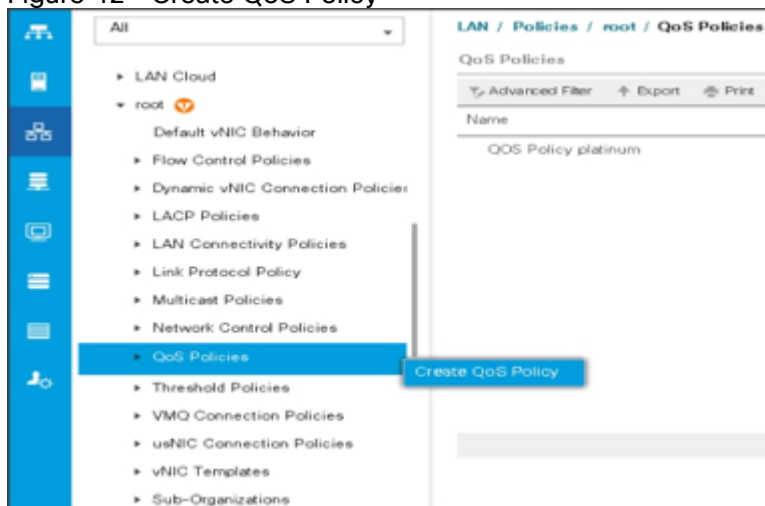 Figure 42 Create QoS Policy
All
LAN / Policies / root / QoS Policies
QoS Policies
Advanced Filter Export Print
Name
QOS Policy platinum
LAN Cloud
root
Default vNIC Behavior
Flow Control Policies
Dynamic vNIC Connection Policies
LACP Policies
LAN Connectivity Policies
Link Protocol Policy
Multicast Policies
Network Control Policies
QoS Policies
Create QoS Policy
Threshold Policies
VMQ Connection Policies
usNIC Connection Policies
vNIC Templates
Sub-Organizations